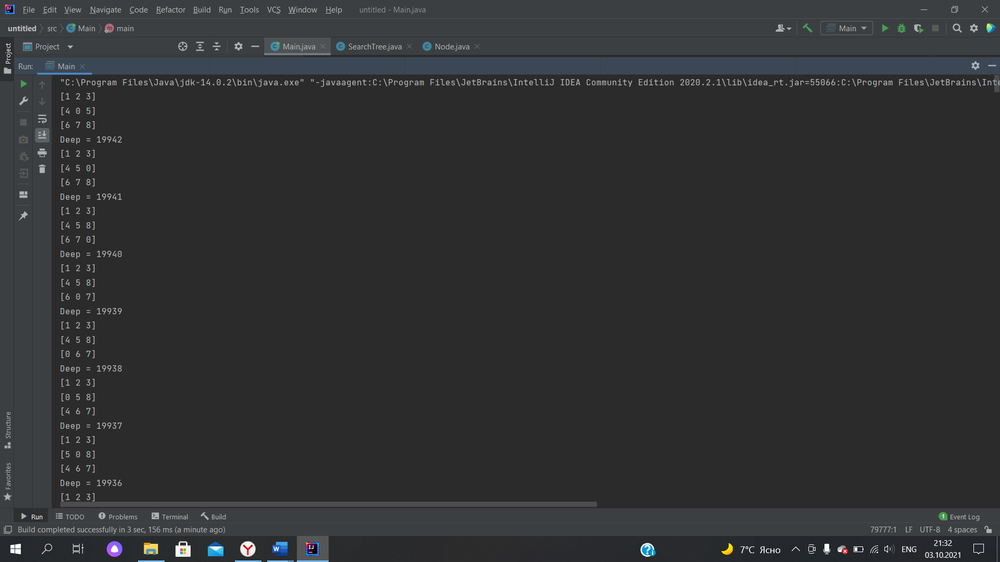 File Edit View Navigate Code Refactor Build Run Tools VCS Window Help untitled - Main.java
untitled src Main main
Main
Project
Project Main.java SearchTree.java Node.java
Run: Main
"C:\Program Files\Java\jdk-14.0.2\bin\java.exe" "-javaagent:C:\Program Files\JetBrains\IntelliJ IDEA Community Edition 2020.2.1\lib\idea_rt.jar=55066:C:\Program Files\JetBrains\Inte
[1 2 3]
[4 0 5]
[6 7 8]
Deep = 19942
[1 2 3]
[4 5 0]
[6 7 8]
Deep = 19941
[1 2 3]
[4 5 8]
[6 7 0]
Deep = 19940
[1 2 3]
[4 5 8]
[6 0 7]
Deep = 19939
[1 2 3]
[4 5 8]
[0 6 7]
Deep = 19938
[1 2 3]
[0 5 8]
[4 6 7]
Deep = 19937
[1 2 3]
[5 0 8]
[4 6 7]
Deep = 19936
[1 2 3]
Structure
Favorites
Run TODO Problems Terminal Build 1 Event Log
Build completed successfully in 3 sec, 156 ms (a minute ago) 79777:1 LF UTF-8 4 spaces
7°C Ясно ENG 21:32
03.10.2021